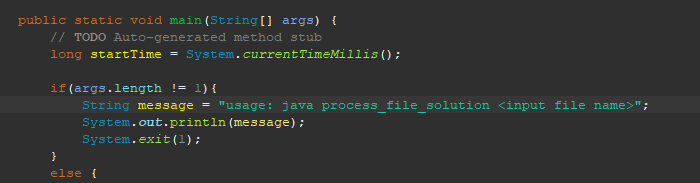 public static void main(String[] args) {
// TODO Auto-generated method stub
long startTime = System.currentTimeMillis();
if(args.length != 1){
String message = "usage: java process_file_solution <input file name>";
System.out.println(message);
System.exit(1);
}
else {